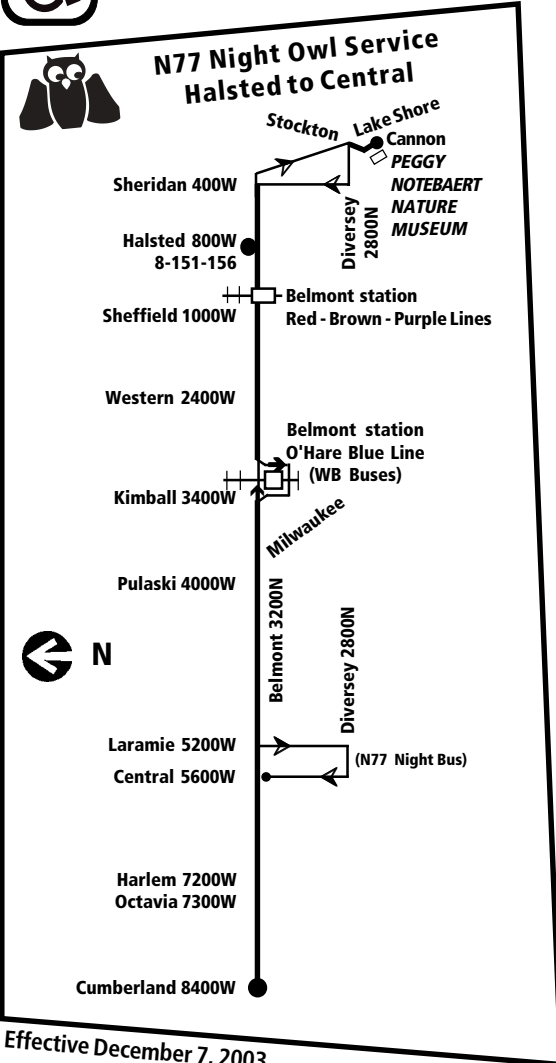 N77 Night Owl Service
Halsted to Central
Stockton
Lake Shore
Cannon
PEGGY
NOTEBAERT
NATURE
MUSEUM
Sheridan 400W
Diversey
2800N
Halsted 800W
8-151-156
Belmont station
Red - Brown - Purple Lines
Sheffield 1000W
Western 2400W
Belmont station
O'Hare Blue Line
(WB Buses)
Kimball 3400W
Milwaukee
Pulaski 4000W
Belmont 3200N
Diversey 2800N
N
Laramie 5200W
(N77 Night Bus)
Central 5600W
Harlem 7200W
Octavia 7300W
Cumberland 8400W
Effective December 7, 2003